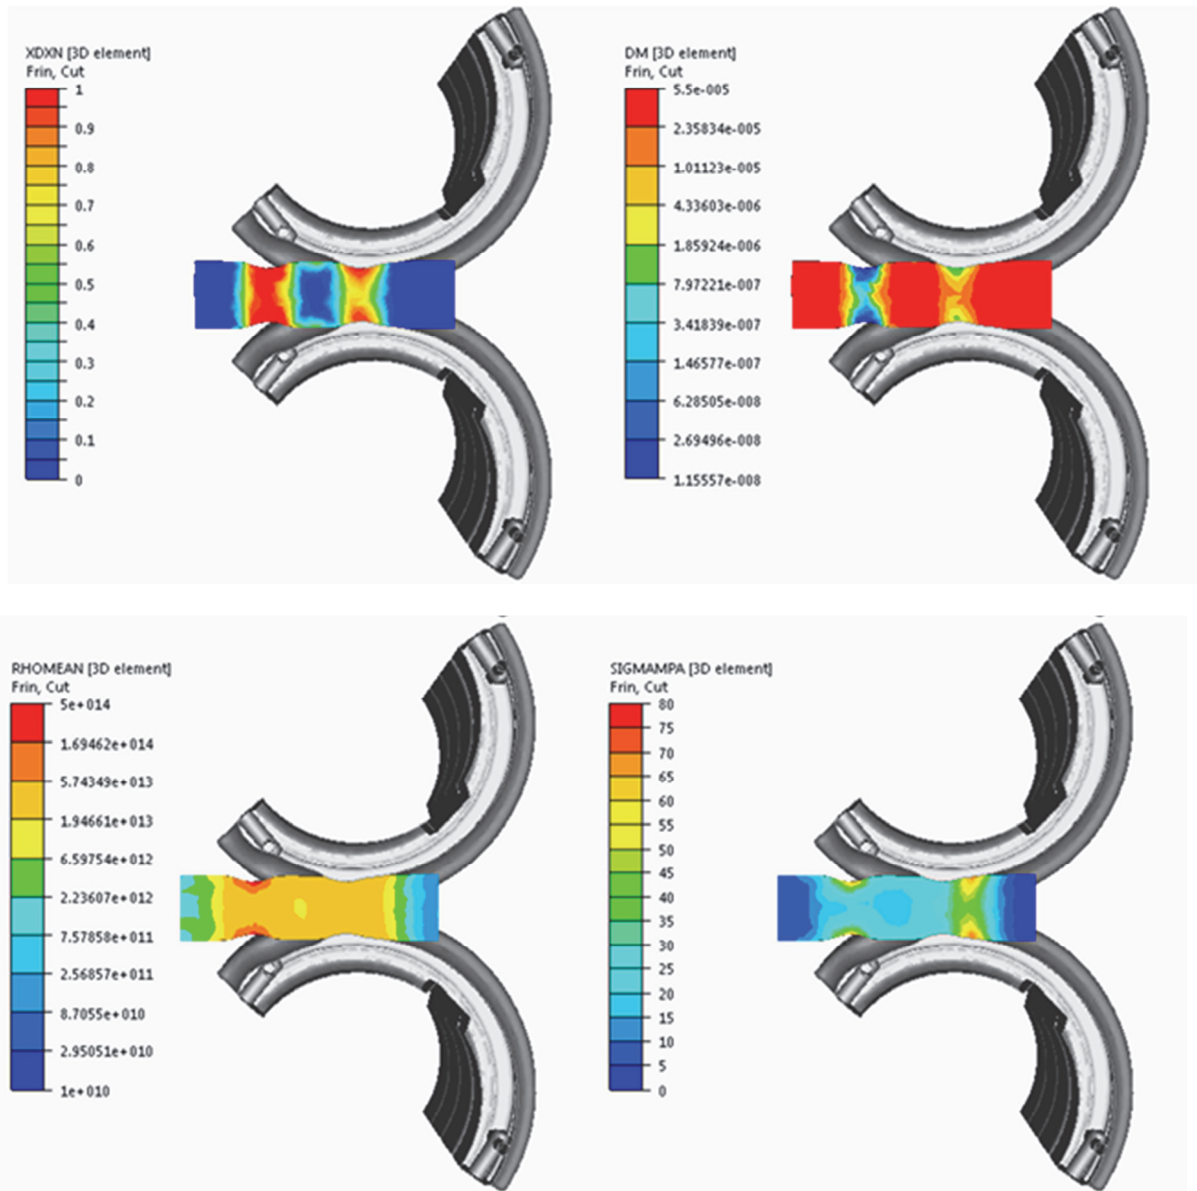 XDXN [3D element]
Frin, Cut
1
0.9
0.8
0.7
0.6
0.5
0.4
0.3
0.2
0.1
0
DM [3D element]
Frin, Cut
5.5e-005
2.35834e-005
1.01123e-005
4.33603e-006
1.85924e-006
7.97221e-007
3.41839e-007
1.46577e-007
6.28505e-008
2.69496e-008
1.15557e-008
RHOMEAN [3D element]
Frin, Cut
5e+014
1.69462e+014
5.74349e+013
1.94661e+013
6.59754e+012
2.23607e+012
7.57858e+011
2.56857e+011
8.7055e+010
2.95051e+010
1e+010
SIGMAMPA [3D element]
Frin, Cut
80
75
70
65
60
55
50
45
40
35
30
25
20
15
10
5
0